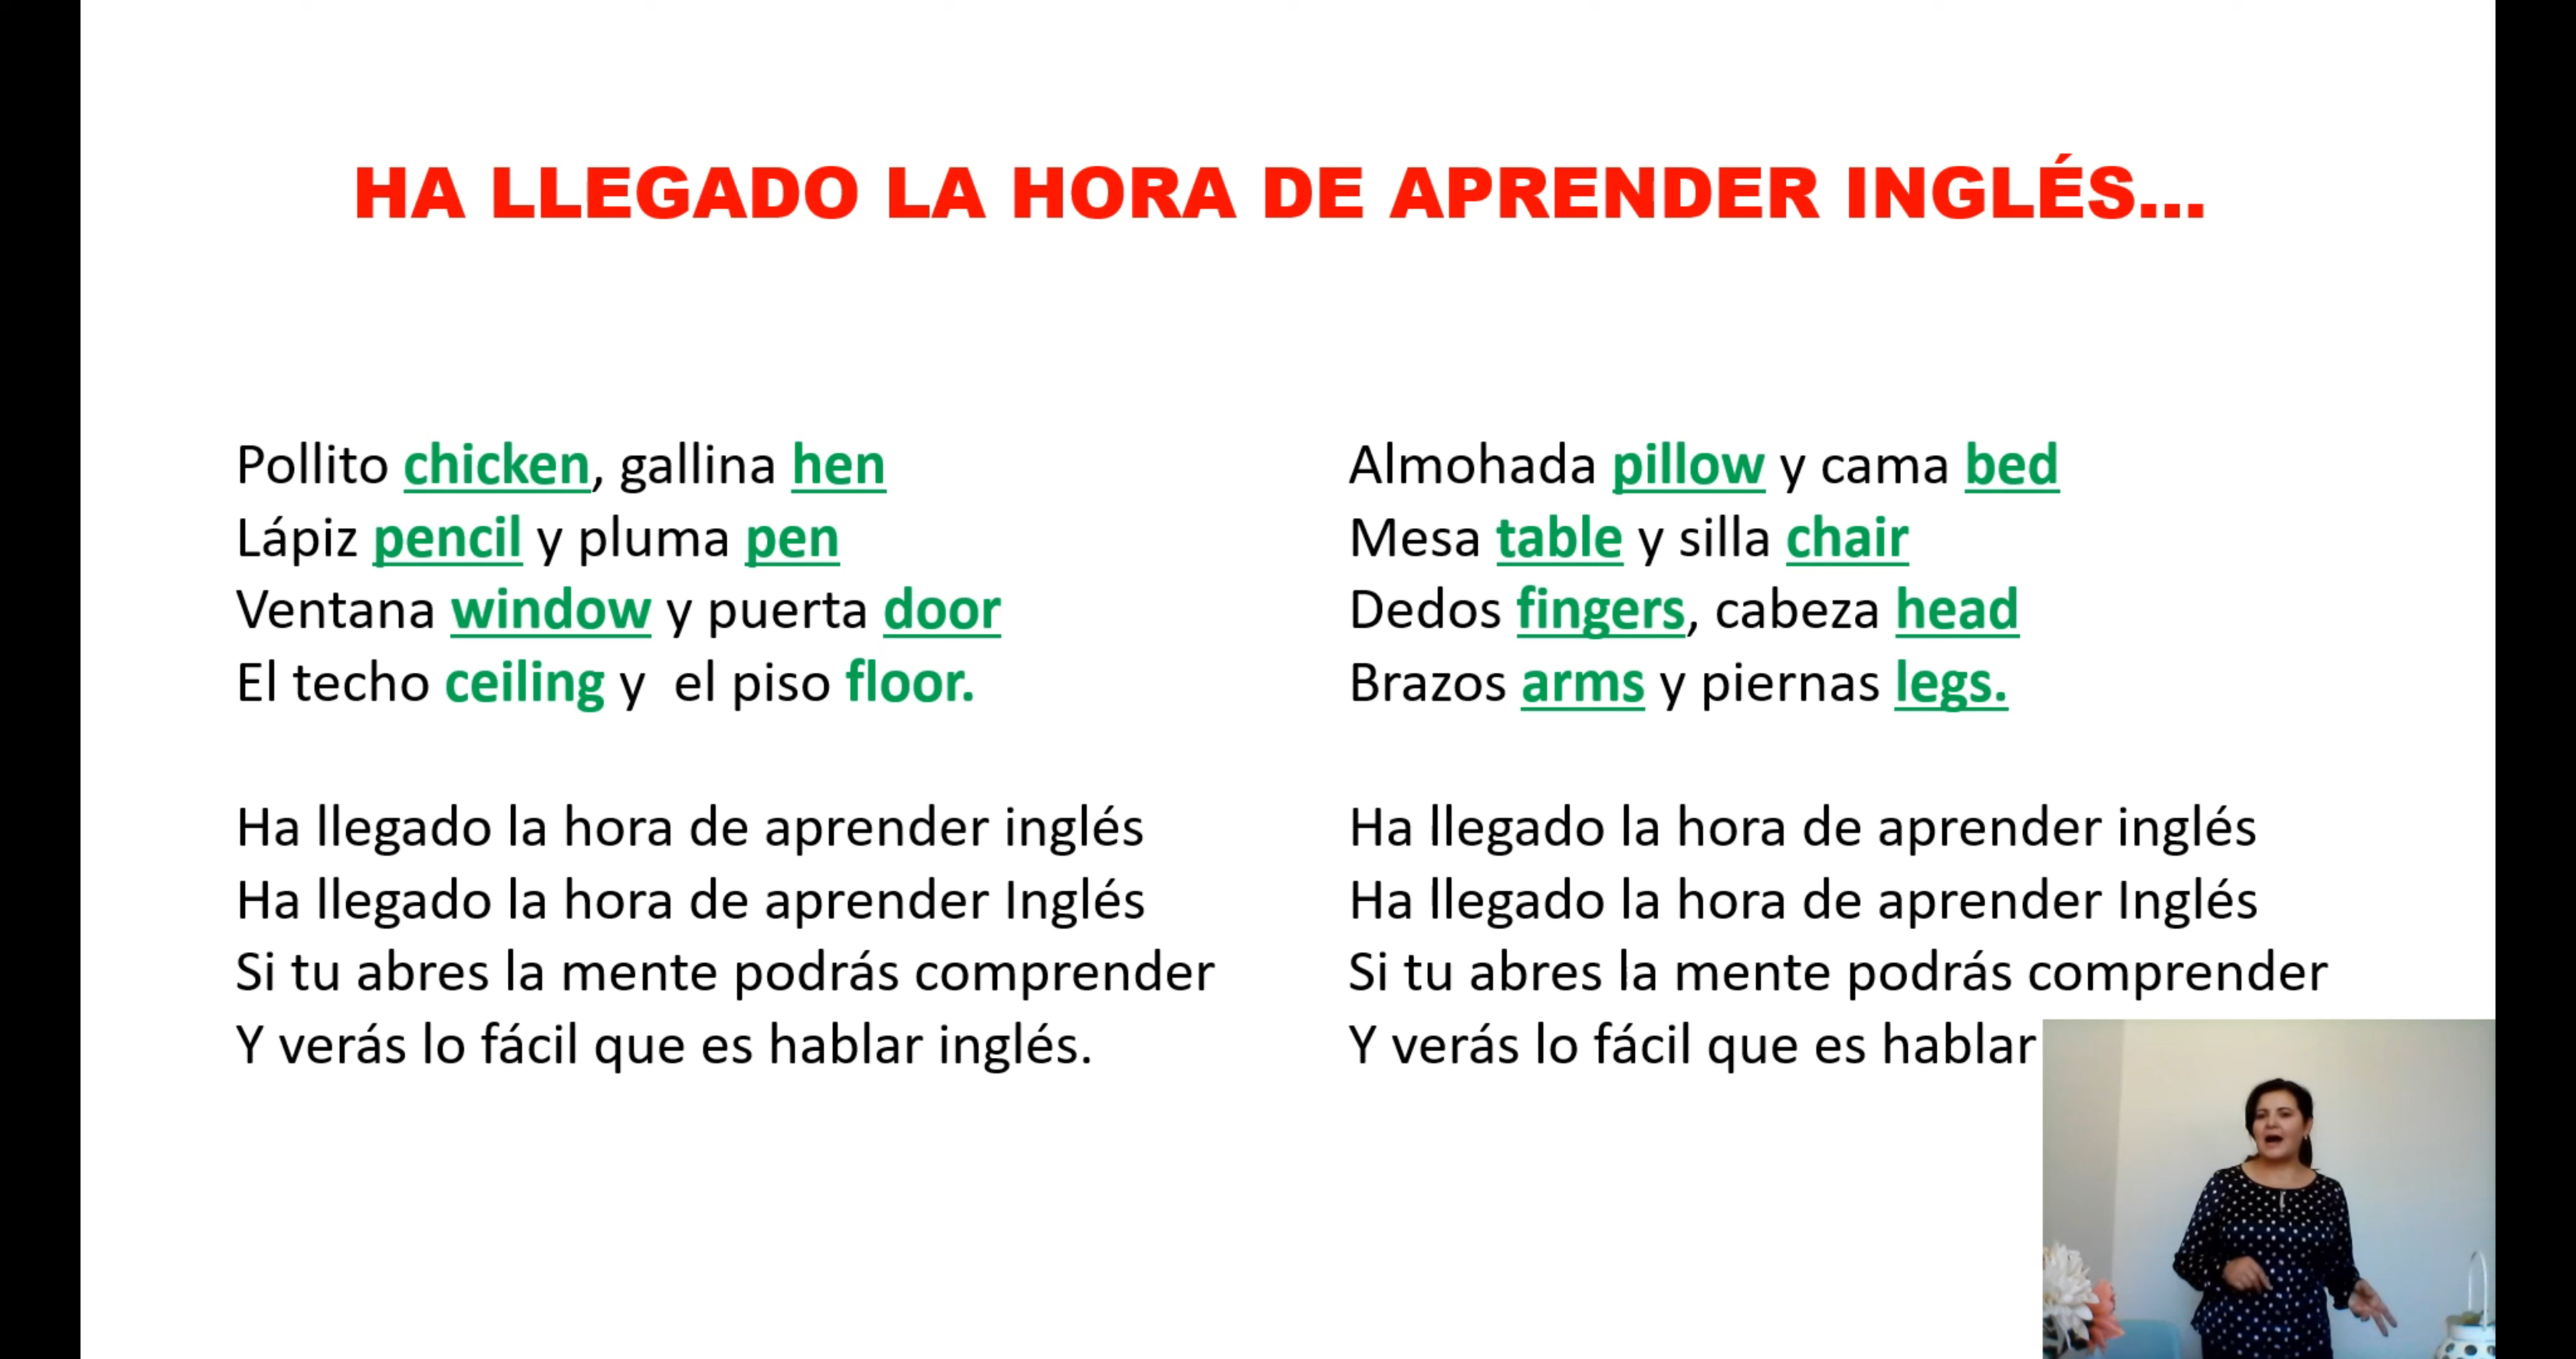 HA LLEGADO LA HORA DE APRENDER INGLÉS...
Pollito chicken, gallina hen
Lápiz pencil y pluma pen
Ventana window y puerta door
El techo ceiling y el piso floor.
Ha llegado la hora de aprender inglés
Ha llegado la hora de aprender Inglés
Si tu abres la mente podrás comprender
Y verás lo fácil que es hablar inglés.
Almohada pillow y cama bed
Mesa table y silla chair
Dedos fingers, cabeza head
Brazos arms y piernas legs.
Ha llegado la hora de aprender inglés
Ha llegado la hora de aprender Inglés
Si tu abres la mente podrás comprender
Y verás lo fácil que es hablar